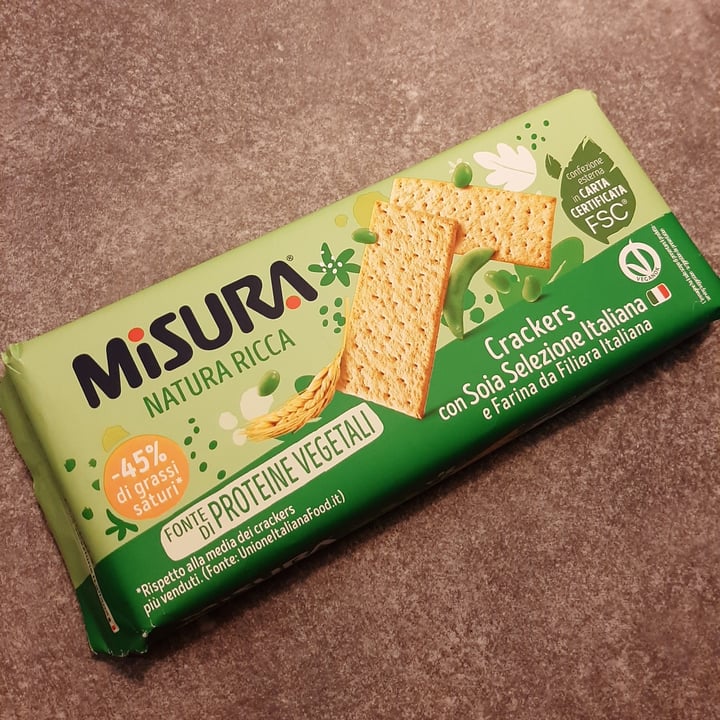 MiSURA
NATURA RICCA
-45%
di grassi
saturi*
FONTE
DI PROTEINE VEGETALI
*Rispetto alla media dei crackers
più venduti. (Fonte: UnioneItalianaFood.it)
Crackers
con Soia Selezione Italiana
e Farina da Filiera Italiana
confezione
esterna
in CARTA
CERTIFICATA
FSC®
VEGANOK